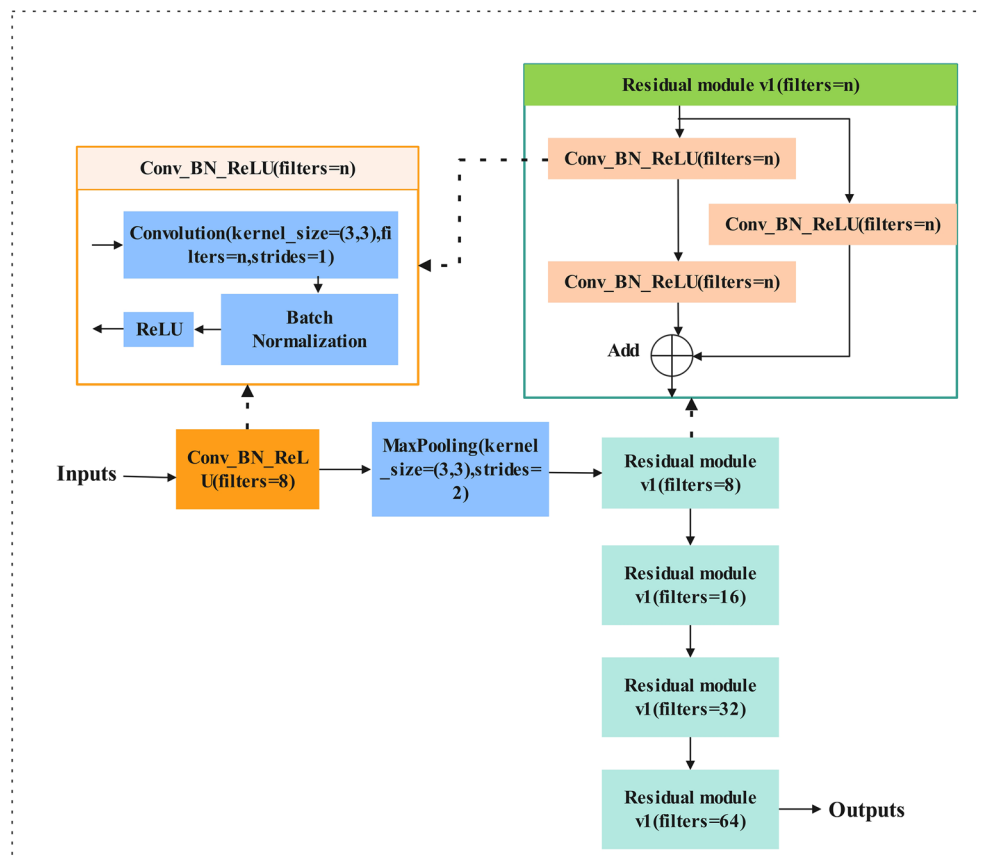 Residual module v1(filters=n)
Conv_BN_ReLU(filters=n)
Conv_BN_ReLU(filters=n)
Conv_BN_ReLU(filters=n)
Add
Conv_BN_ReLU(filters=n)
Convolution(kernel_size=(3,3),fi
lters=n,strides=1)
Batch
Normalization
ReLU
Inputs
Conv_BN_ReL
U(filters=8)
MaxPooling(kernel
_size=(3,3),strides=
2)
Residual module
v1(filters=8)
Residual module
v1(filters=16)
Residual module
v1(filters=32)
Residual module
v1(filters=64)
Outputs